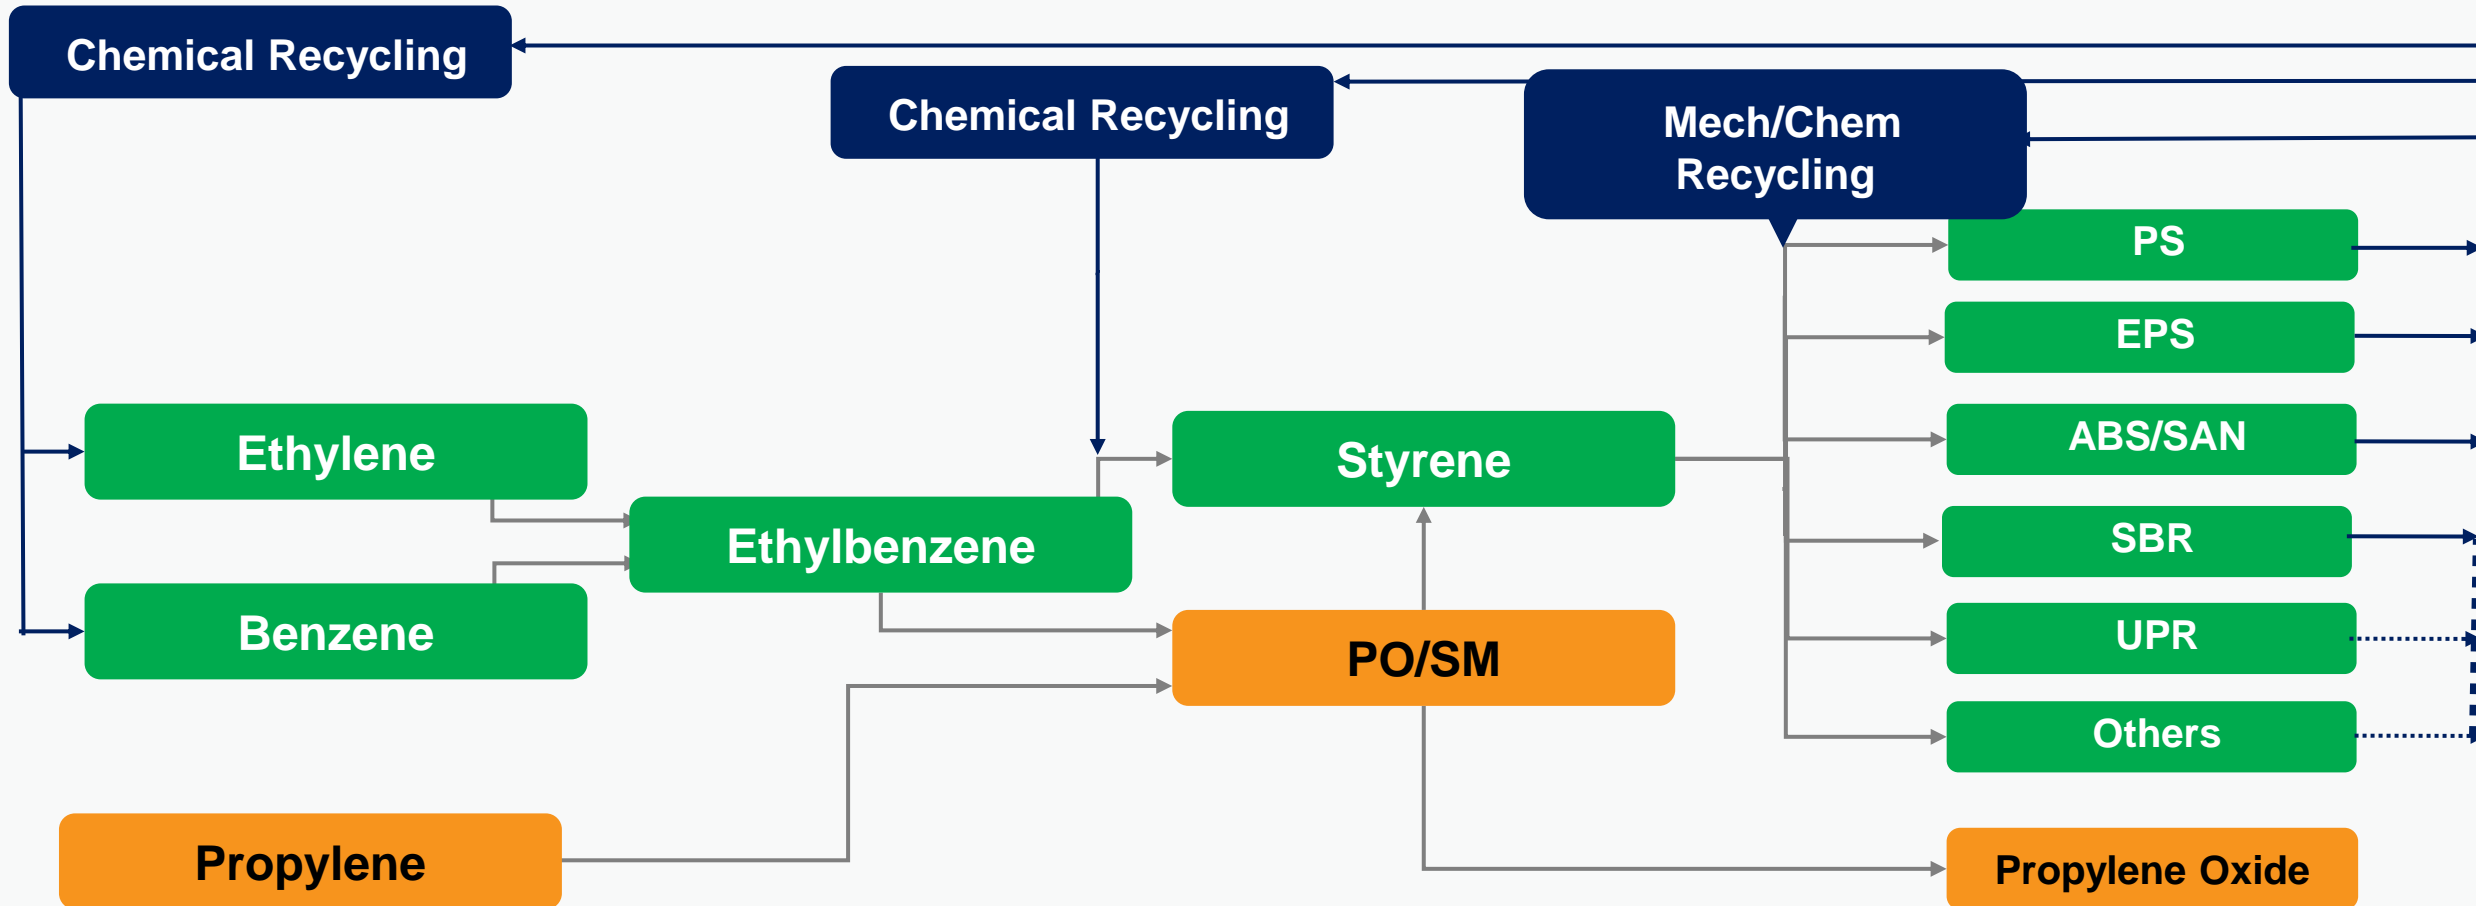 Chemical Recycling
Chemical Recycling
Mech/Chem
Recycling
PS
EPS
Ethylene
Styrene
ABS/SAN
Ethylbenzene
SBR
Benzene
PO/SM
UPR
Others
Propylene
Propylene Oxide